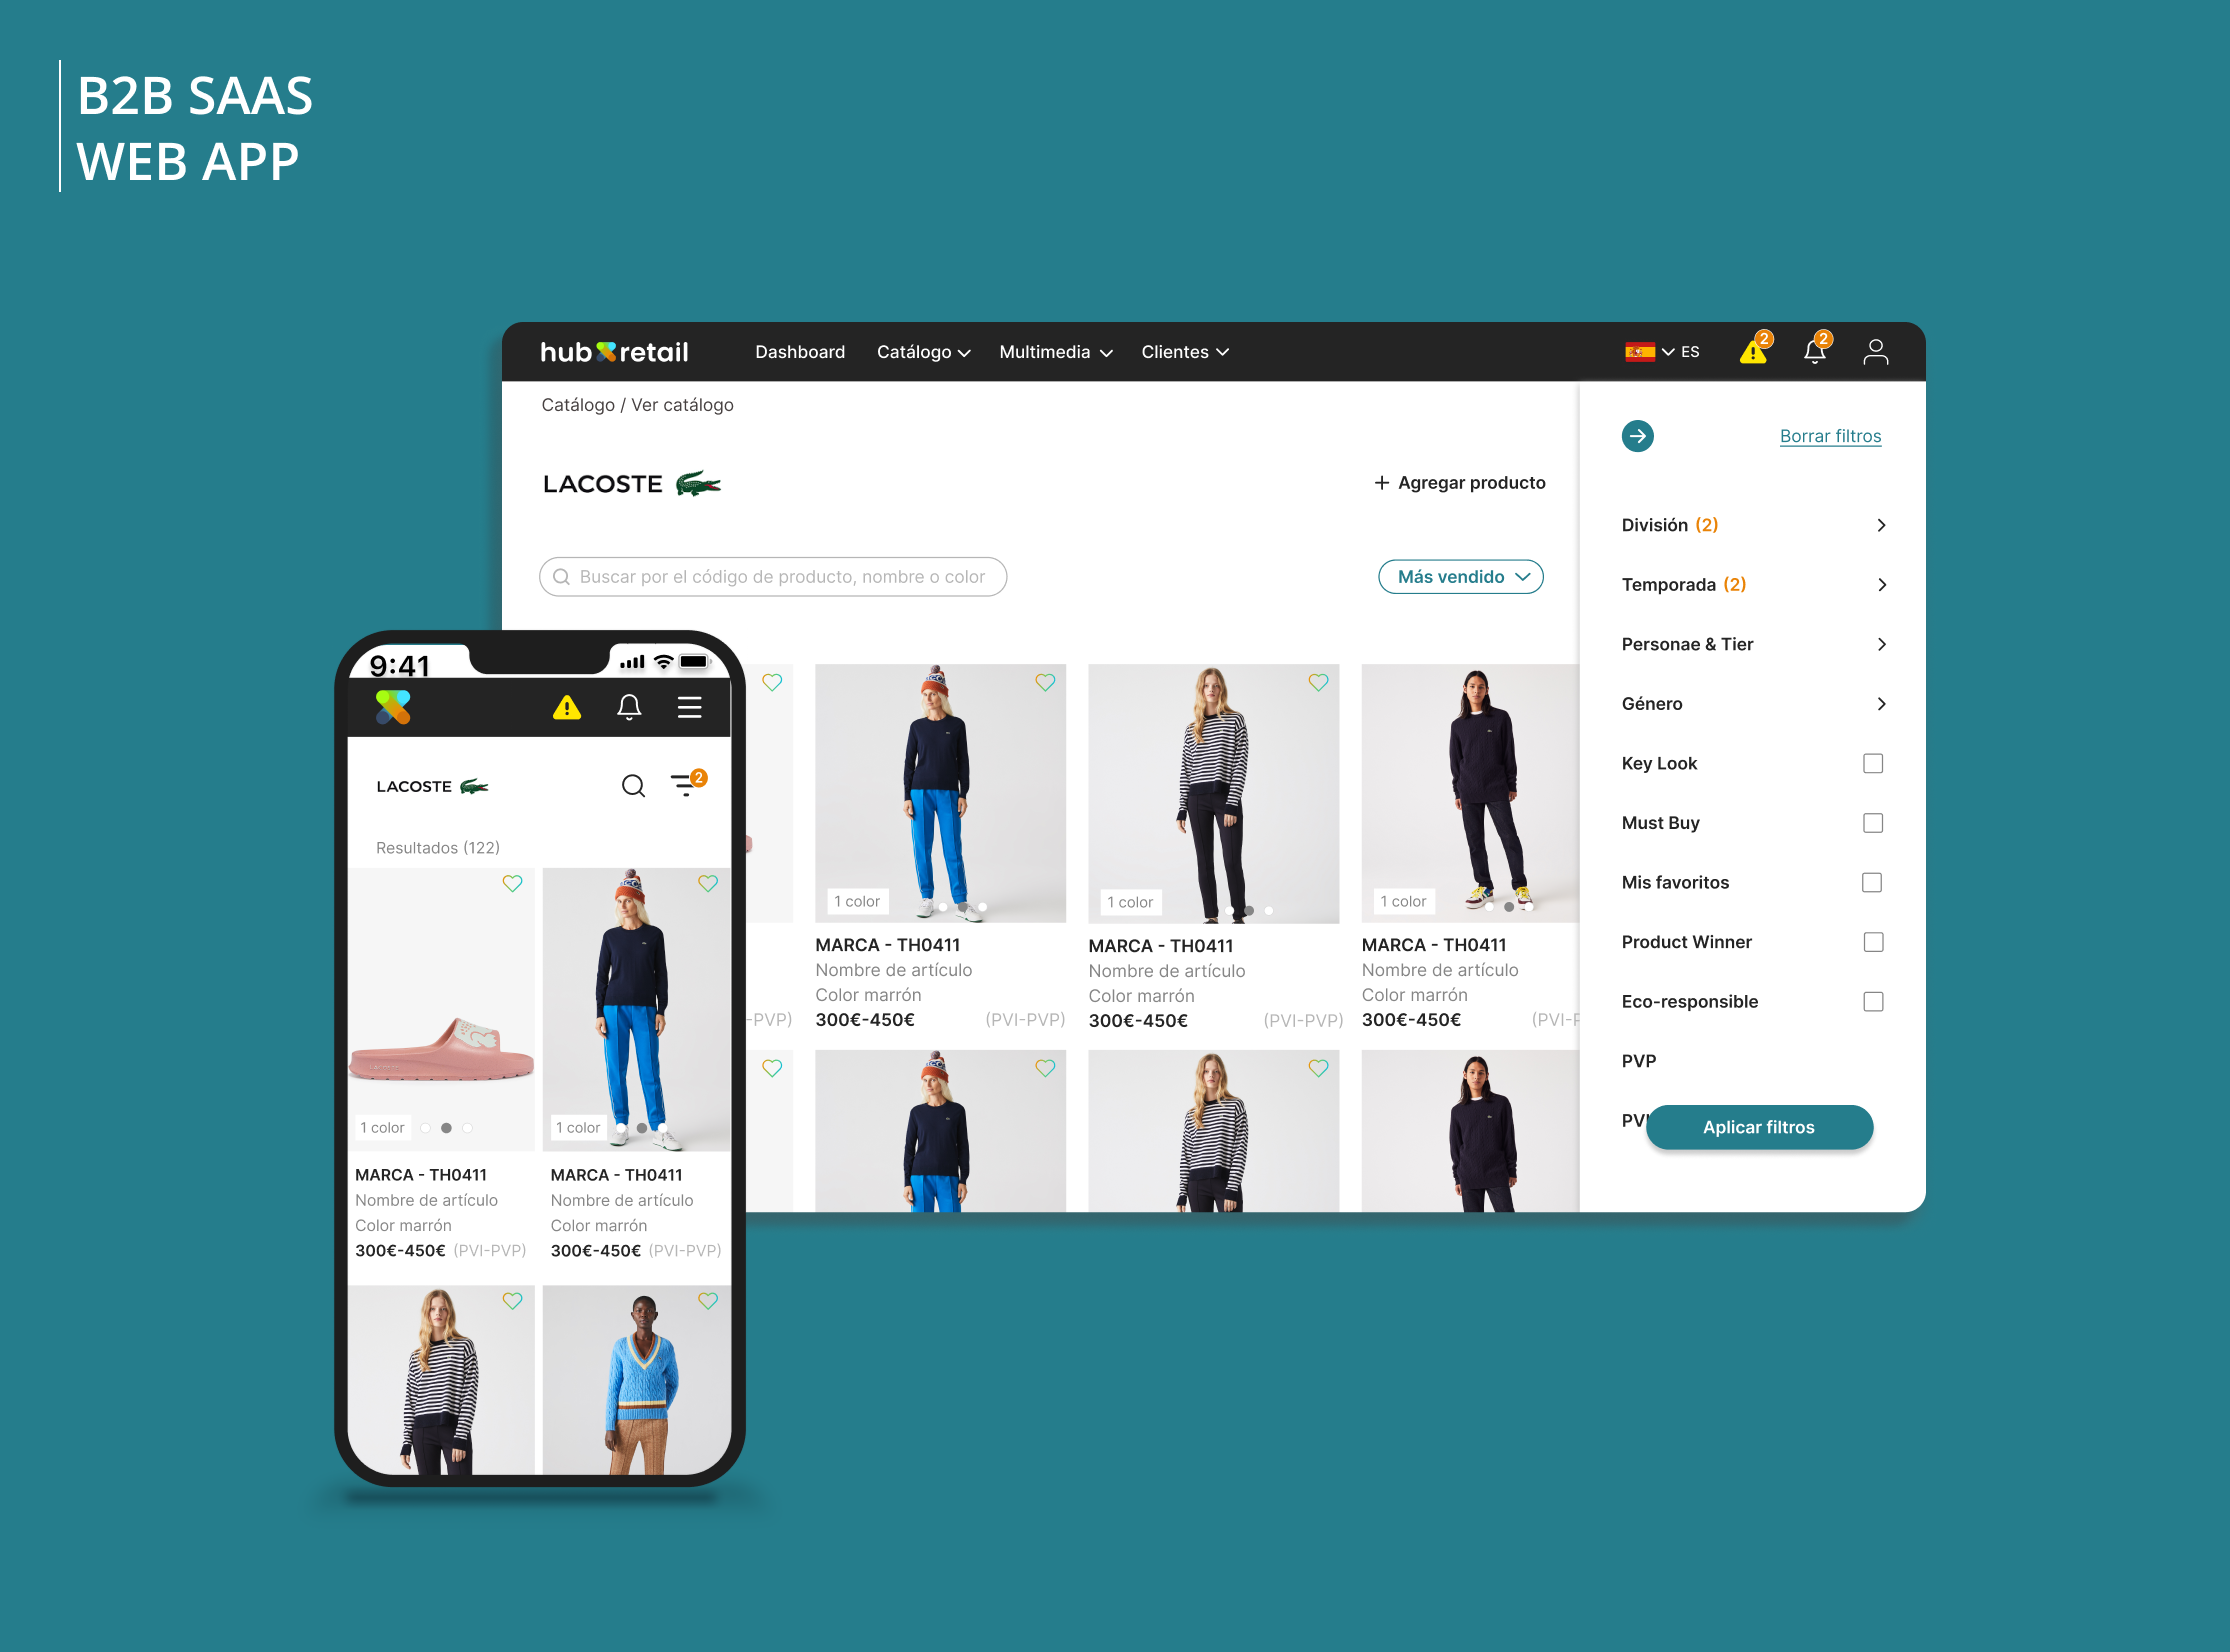 B2B SAAS
WEB APP
hub retail
Dashboard
Catálogo
Multimedia
Clientes
ES
2
2
Catálogo / Ver catálogo
LACOSTE
+ Agregar producto
Buscar por el código de producto, nombre o color
Más vendido
1 color
1 color
1 color
-PVP)
MARCA - TH0411
Nombre de artículo
Color marrón
300€-450€ (PVI-PVP)
MARCA - TH0411
Nombre de artículo
Color marrón
300€-450€ (PVI-PVP)
MARCA - TH0411
Nombre de artículo
Color marrón
300€-450€ (PVI-P
Borrar filtros
División (2)
Temporada (2)
Personae & Tier
Género
Key Look
Must Buy
Mis favoritos
Product Winner
Eco-responsible
PVP
PVI
Aplicar filtros
9:41
LACOSTE
2
Resultados (122)
1 color
1 color
MARCA - TH0411
Nombre de artículo
Color marrón
300€-450€ (PVI-PVP)
MARCA - TH0411
Nombre de artículo
Color marrón
300€-450€ (PVI-PVP)